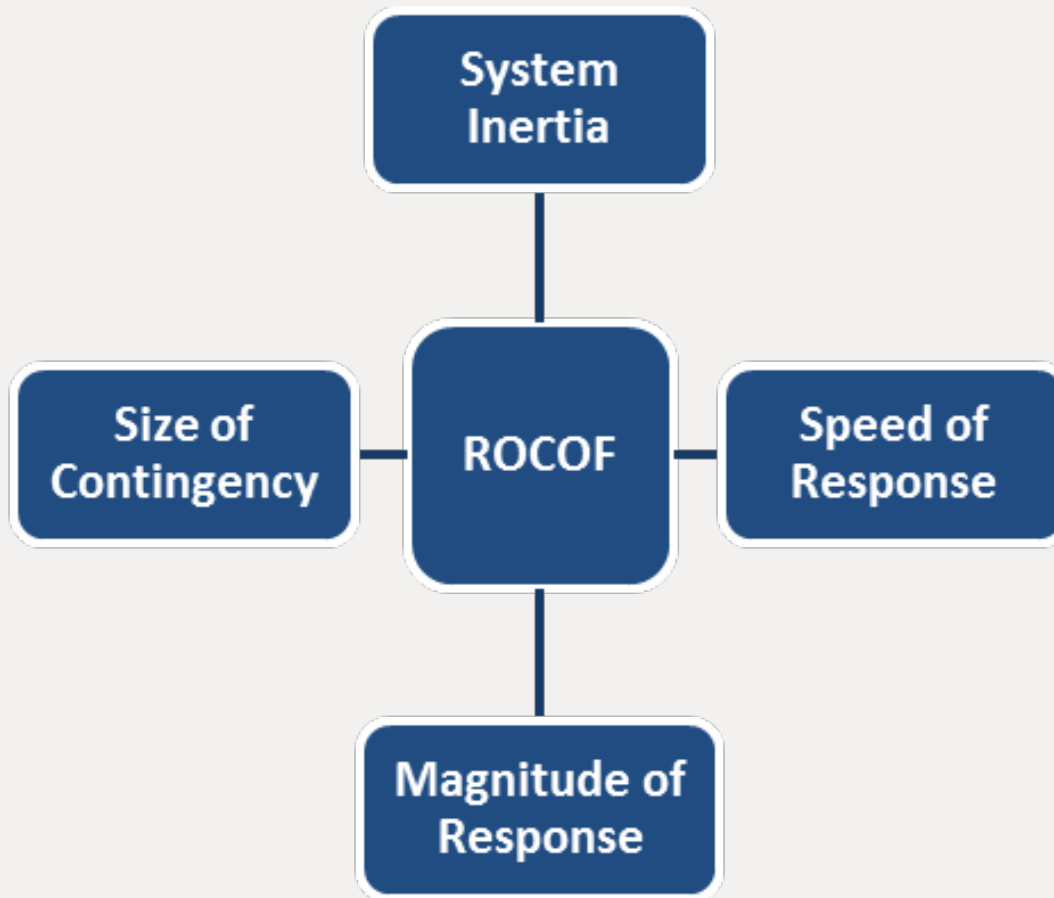 System
Inertia
Size of
Contingency
ROCOF
Speed of
Response
Magnitude of
Response